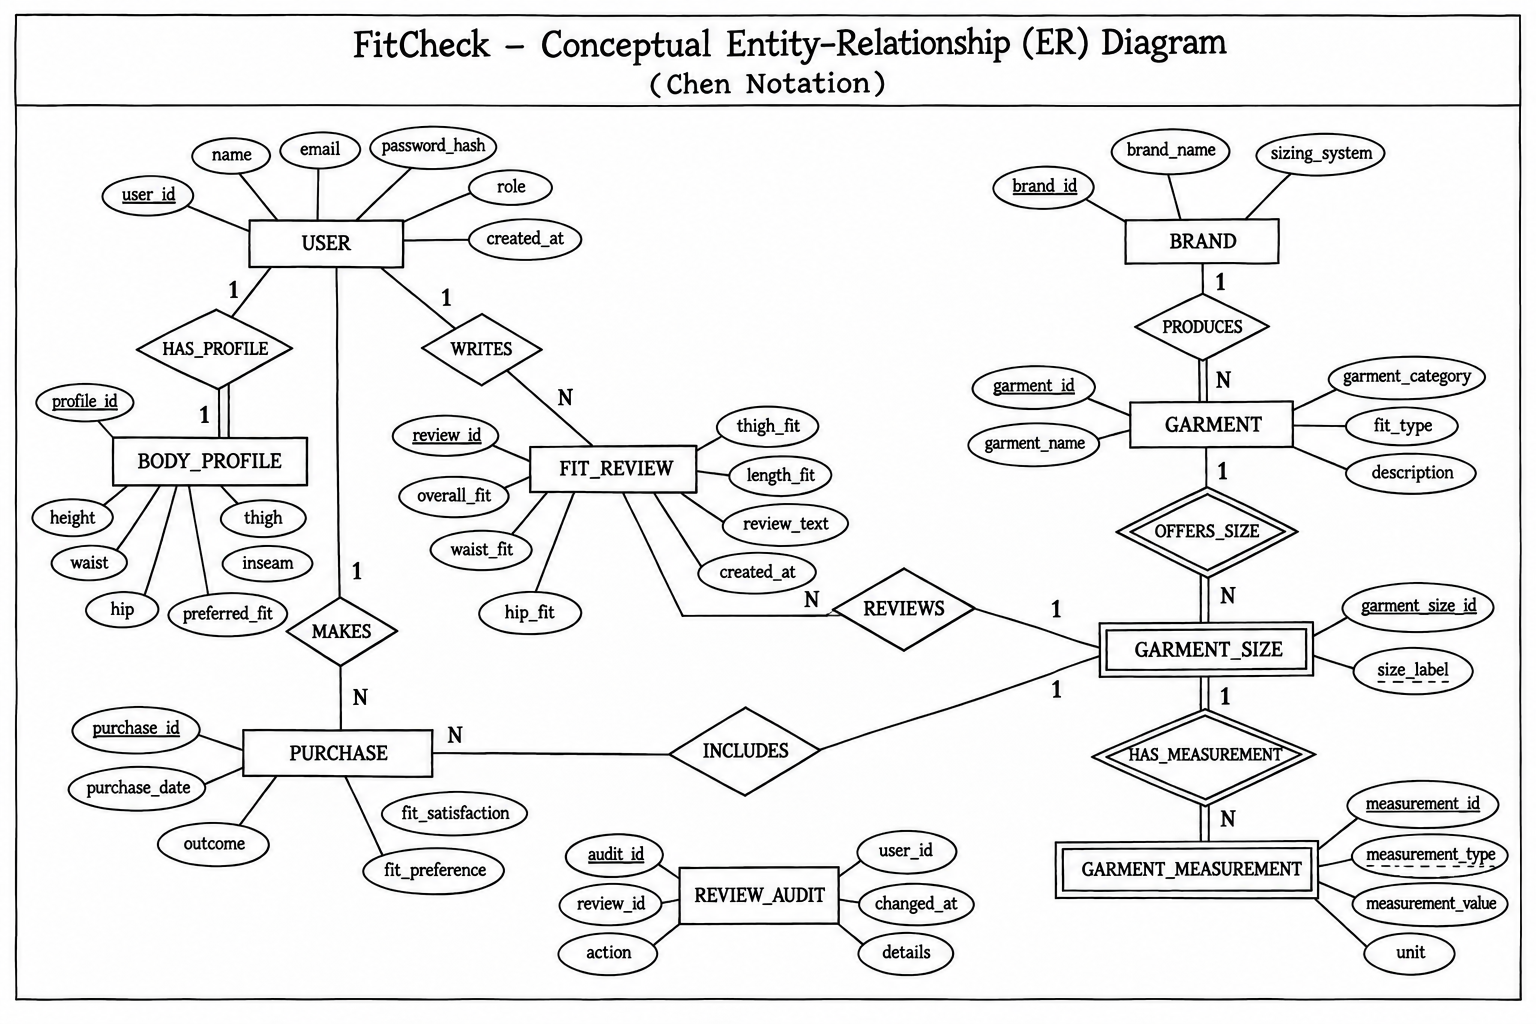 FitCheck – Conceptual Entity–Relationship (ER) Diagram
(Chen Notation)
name
email
password_hash
user_id
role
created_at
USER
brand_name
sizing_system
brand_id
BRAND
1
1
1
HAS_PROFILE
WRITES
PRODUCES
profile_id
1
N
N
garment_id
garment_category
garment_name
GARMENT
fit_type
description
BODY_PROFILE
height
thigh
waist
inseam
hip
preferred_fit
review_id
FIT_REVIEW
thigh_fit
overall_fit
length_fit
waist_fit
review_text
hip_fit
created_at
1
OFFERS_SIZE
N
1
MAKES
N
N
REVIEWS
1
garment_size_id
GARMENT_SIZE
size_label
1
purchase_id
PURCHASE
N
INCLUDES
1
HAS_MEASUREMENT
N
purchase_date
outcome
fit_satisfaction
fit_preference
audit_id
user_id
review_id
REVIEW_AUDIT
changed_at
action
details
measurement_id
GARMENT_MEASUREMENT
measurement_type
measurement_value
unit